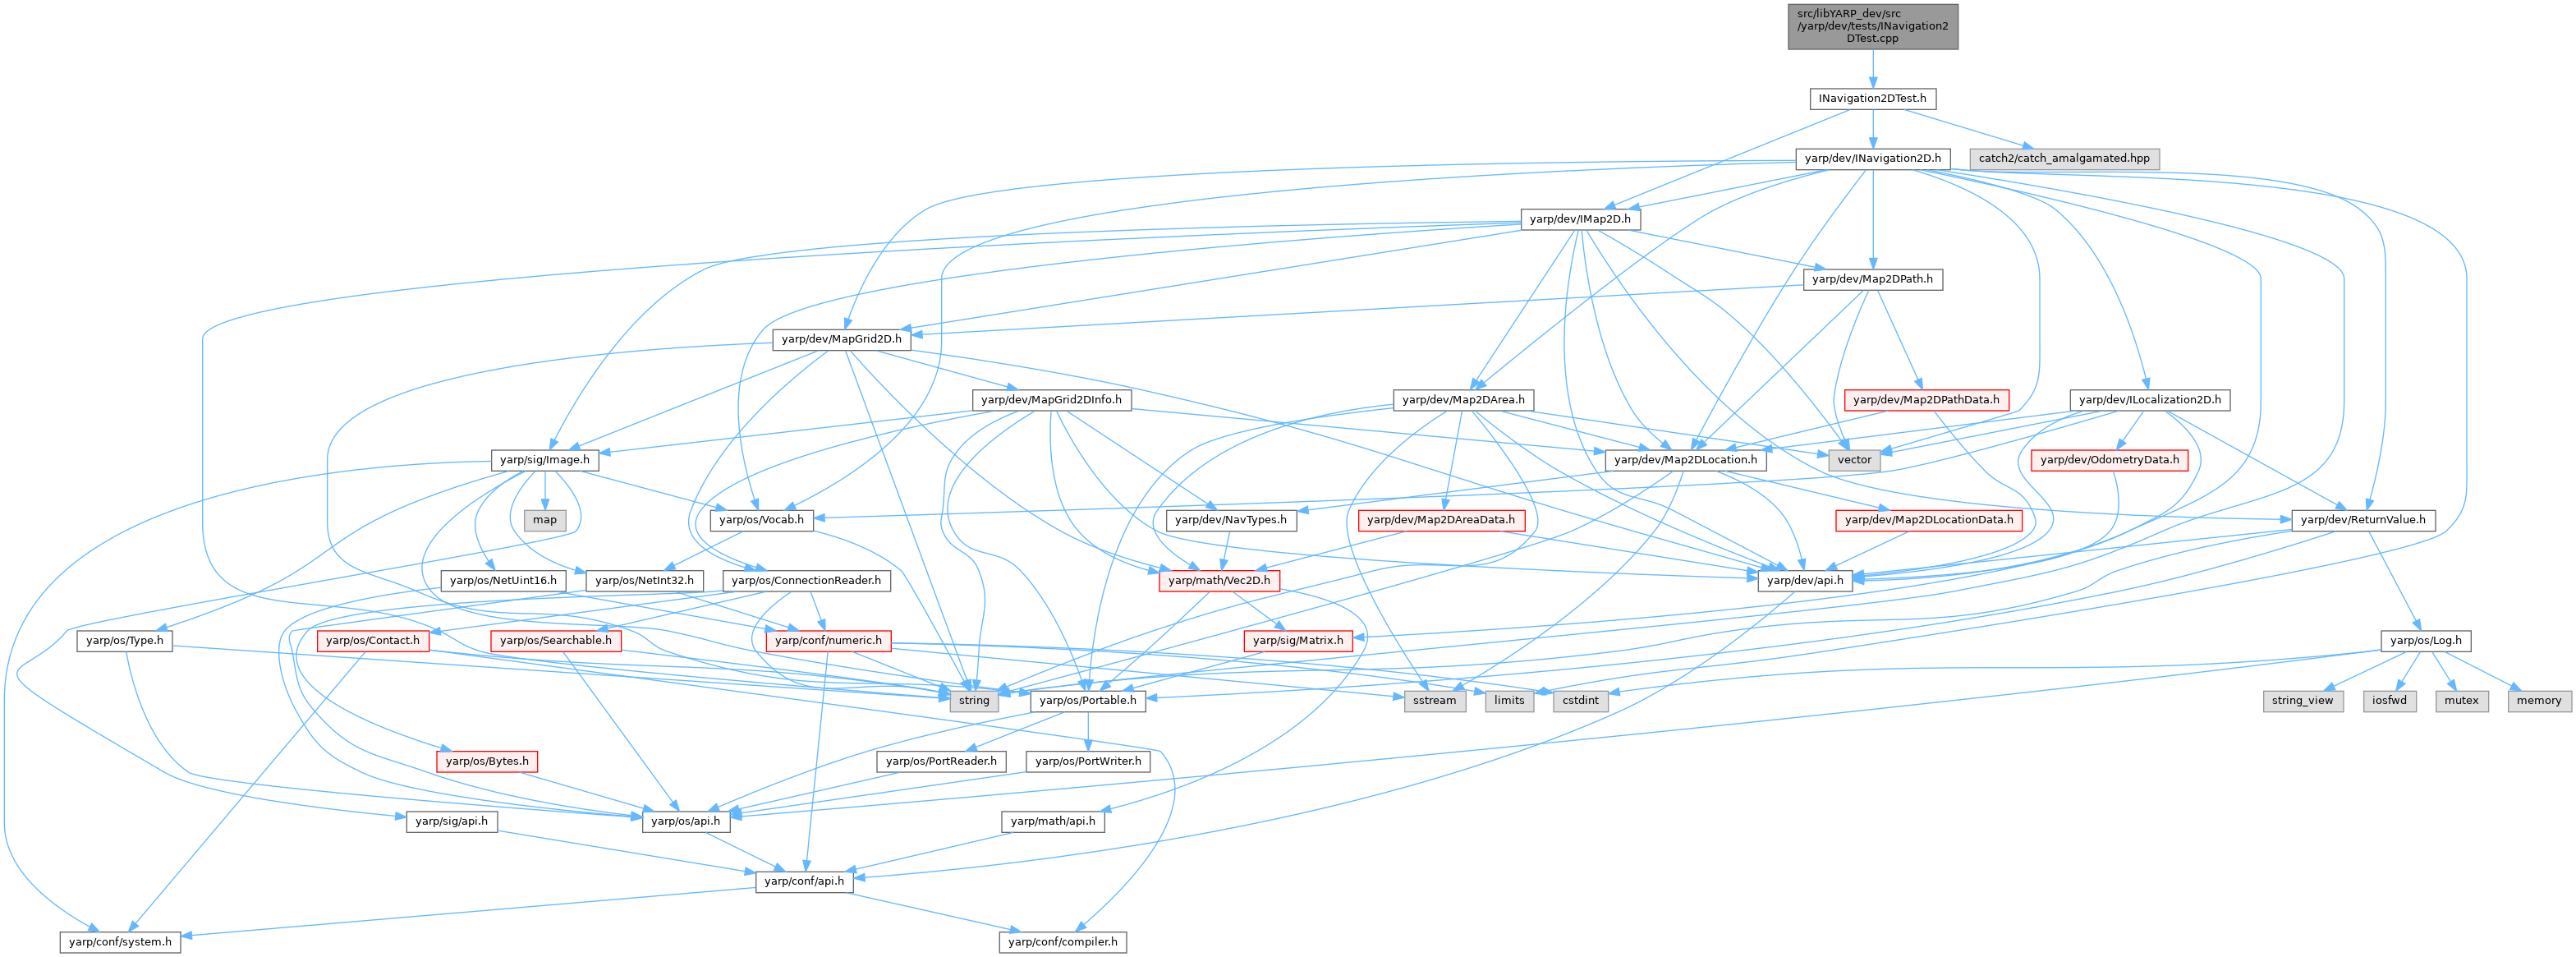 src/libYARP_dev/src
/yarp/dev/tests/INavigation2
DTest.cpp
INavigation2DTest.h
yarp/dev/INavigation2D.h
catch2/catch_amalgamated.hpp
yarp/dev/IMap2D.h
yarp/dev/Map2DPath.h
yarp/dev/MapGrid2D.h
yarp/dev/MapGrid2DInfo.h
yarp/dev/Map2DArea.h
yarp/dev/Map2DPathData.h
yarp/dev/ILocalization2D.h
yarp/sig/Image.h
yarp/dev/Map2DLocation.h
vector
yarp/dev/OdometryData.h
map
yarp/os/Vocab.h
yarp/dev/NavTypes.h
yarp/dev/Map2DAreaData.h
yarp/dev/Map2DLocationData.h
yarp/dev/ReturnValue.h
yarp/os/NetUint16.h
yarp/os/NetInt32.h
yarp/os/ConnectionReader.h
yarp/math/Vec2D.h
yarp/dev/api.h
yarp/os/Type.h
yarp/os/Contact.h
yarp/os/Searchable.h
yarp/conf/numeric.h
yarp/sig/Matrix.h
yarp/os/Log.h
string
yarp/os/Portable.h
sstream
limits
cstdint
string_view
iosfwd
mutex
memory
yarp/os/Bytes.h
yarp/os/PortReader.h
yarp/os/PortWriter.h
yarp/sig/api.h
yarp/os/api.h
yarp/math/api.h
yarp/conf/api.h
yarp/conf/system.h
yarp/conf/compiler.h